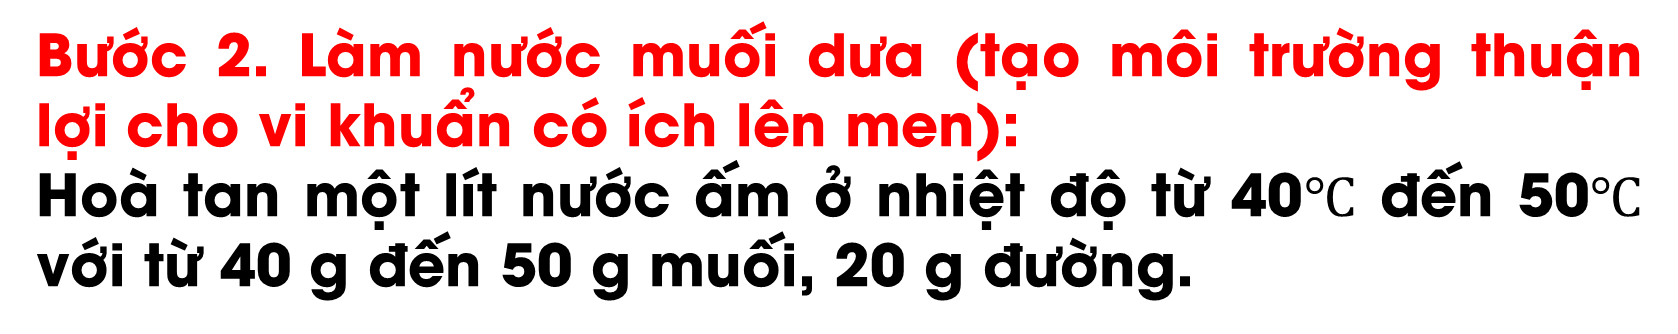 Bước 2. Làm nước muối dưa (tạo môi trường thuận
lợi cho vi khuẩn có ích lên men):
Hoà tan một lít nước ấm ở nhiệt độ từ 40℃ đến 50℃
với từ 40 g đến 50 g muối, 20 g đường.